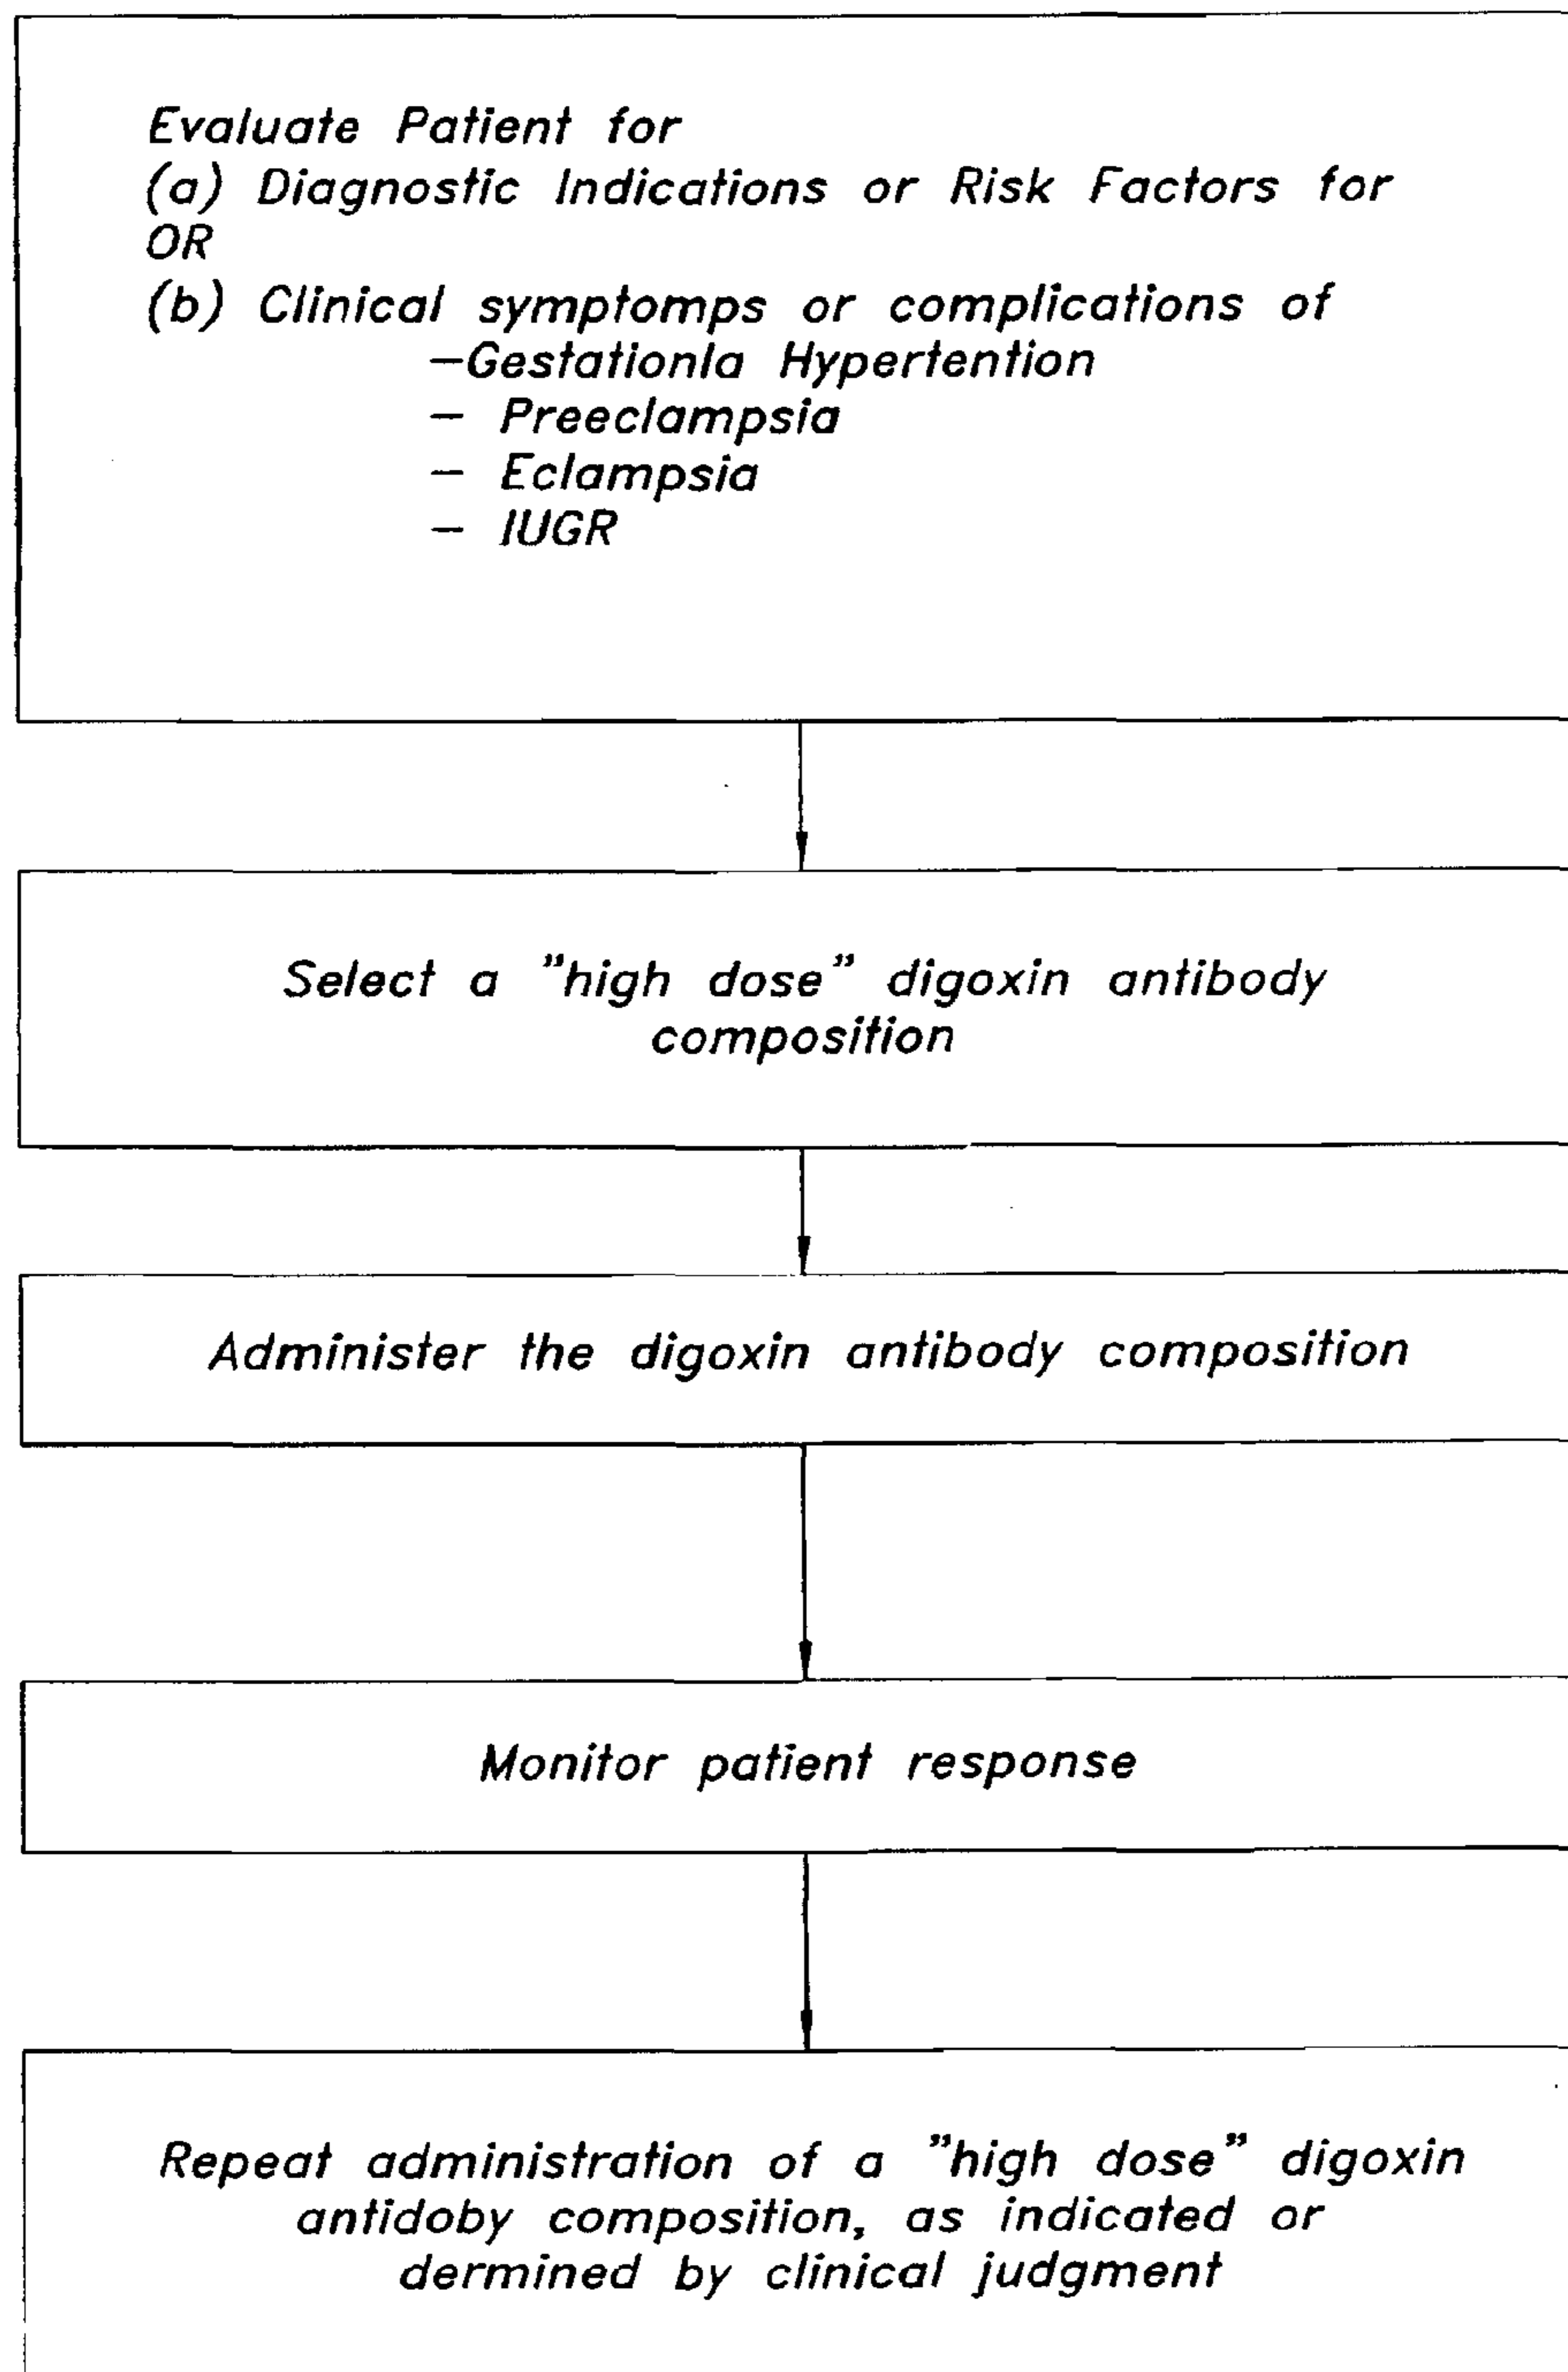 Evaluate Patient for
(a) Diagnostic Indications or Risk Factors for
OR
(b) Clinical symptomps or complications of
—Gestationla Hypertention
— Preeclampsia
— Eclampsia
— IUGR
Select a "high dose" digoxin antibody
composition
Administer the digoxin antibody composition
Monitor patient response
Repeat administration of a "high dose" digoxin
antidoby composition, as indicated or
dermined by clinical judgment